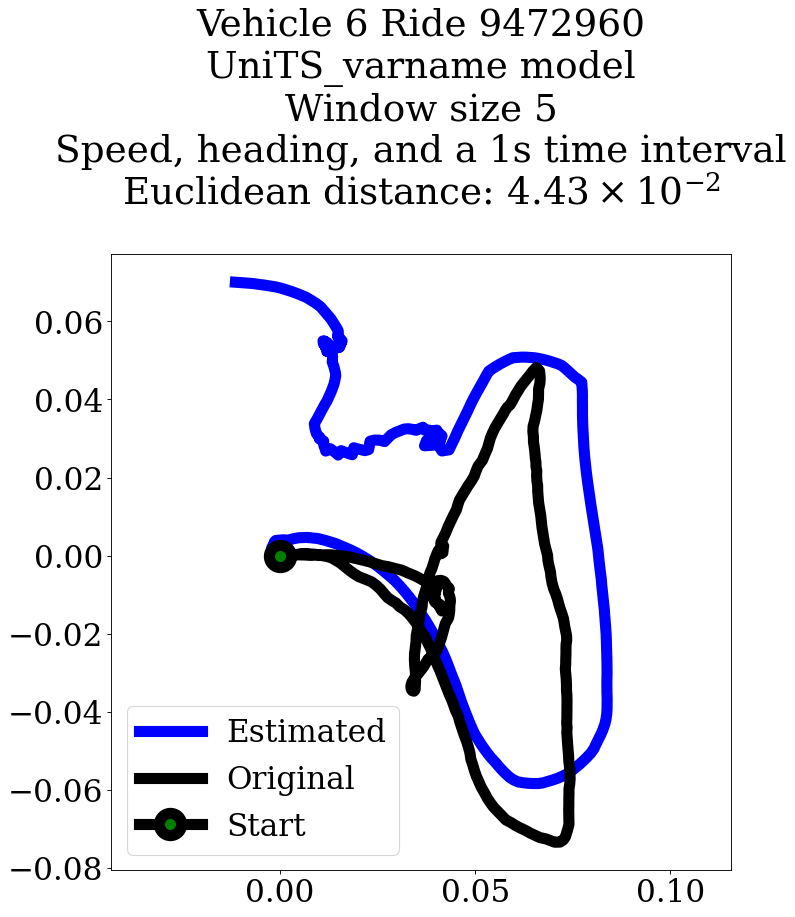 Vehicle 6 Ride 9472960
UniTS_varname model
Window size 5
Speed, heading, and a 1s time interval
Euclidean distance: 4.43 × 10⁻²
0.06
0.04
0.02
0.00
−0.02
−0.04
−0.06
−0.08
Estimated
Original
Start
0.00 0.05 0.10